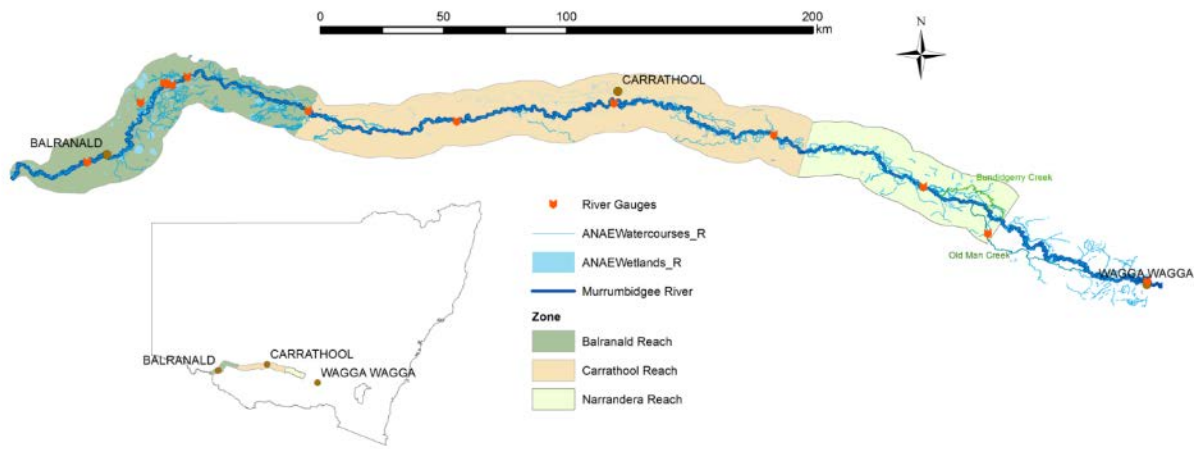 0 50 100 200
km
N
CARRATHOOL
BALRANALD
Bundidgerry Creek
Old Man Creek
WAGGA WAGGA
River Gauges
ANAEWatercourses_R
ANAEWetlands_R
Murrumbidgee River
Zone
Balranald Reach
Carrathool Reach
Narrandera Reach
BALRANALD
CARRATHOOL
WAGGA WAGGA